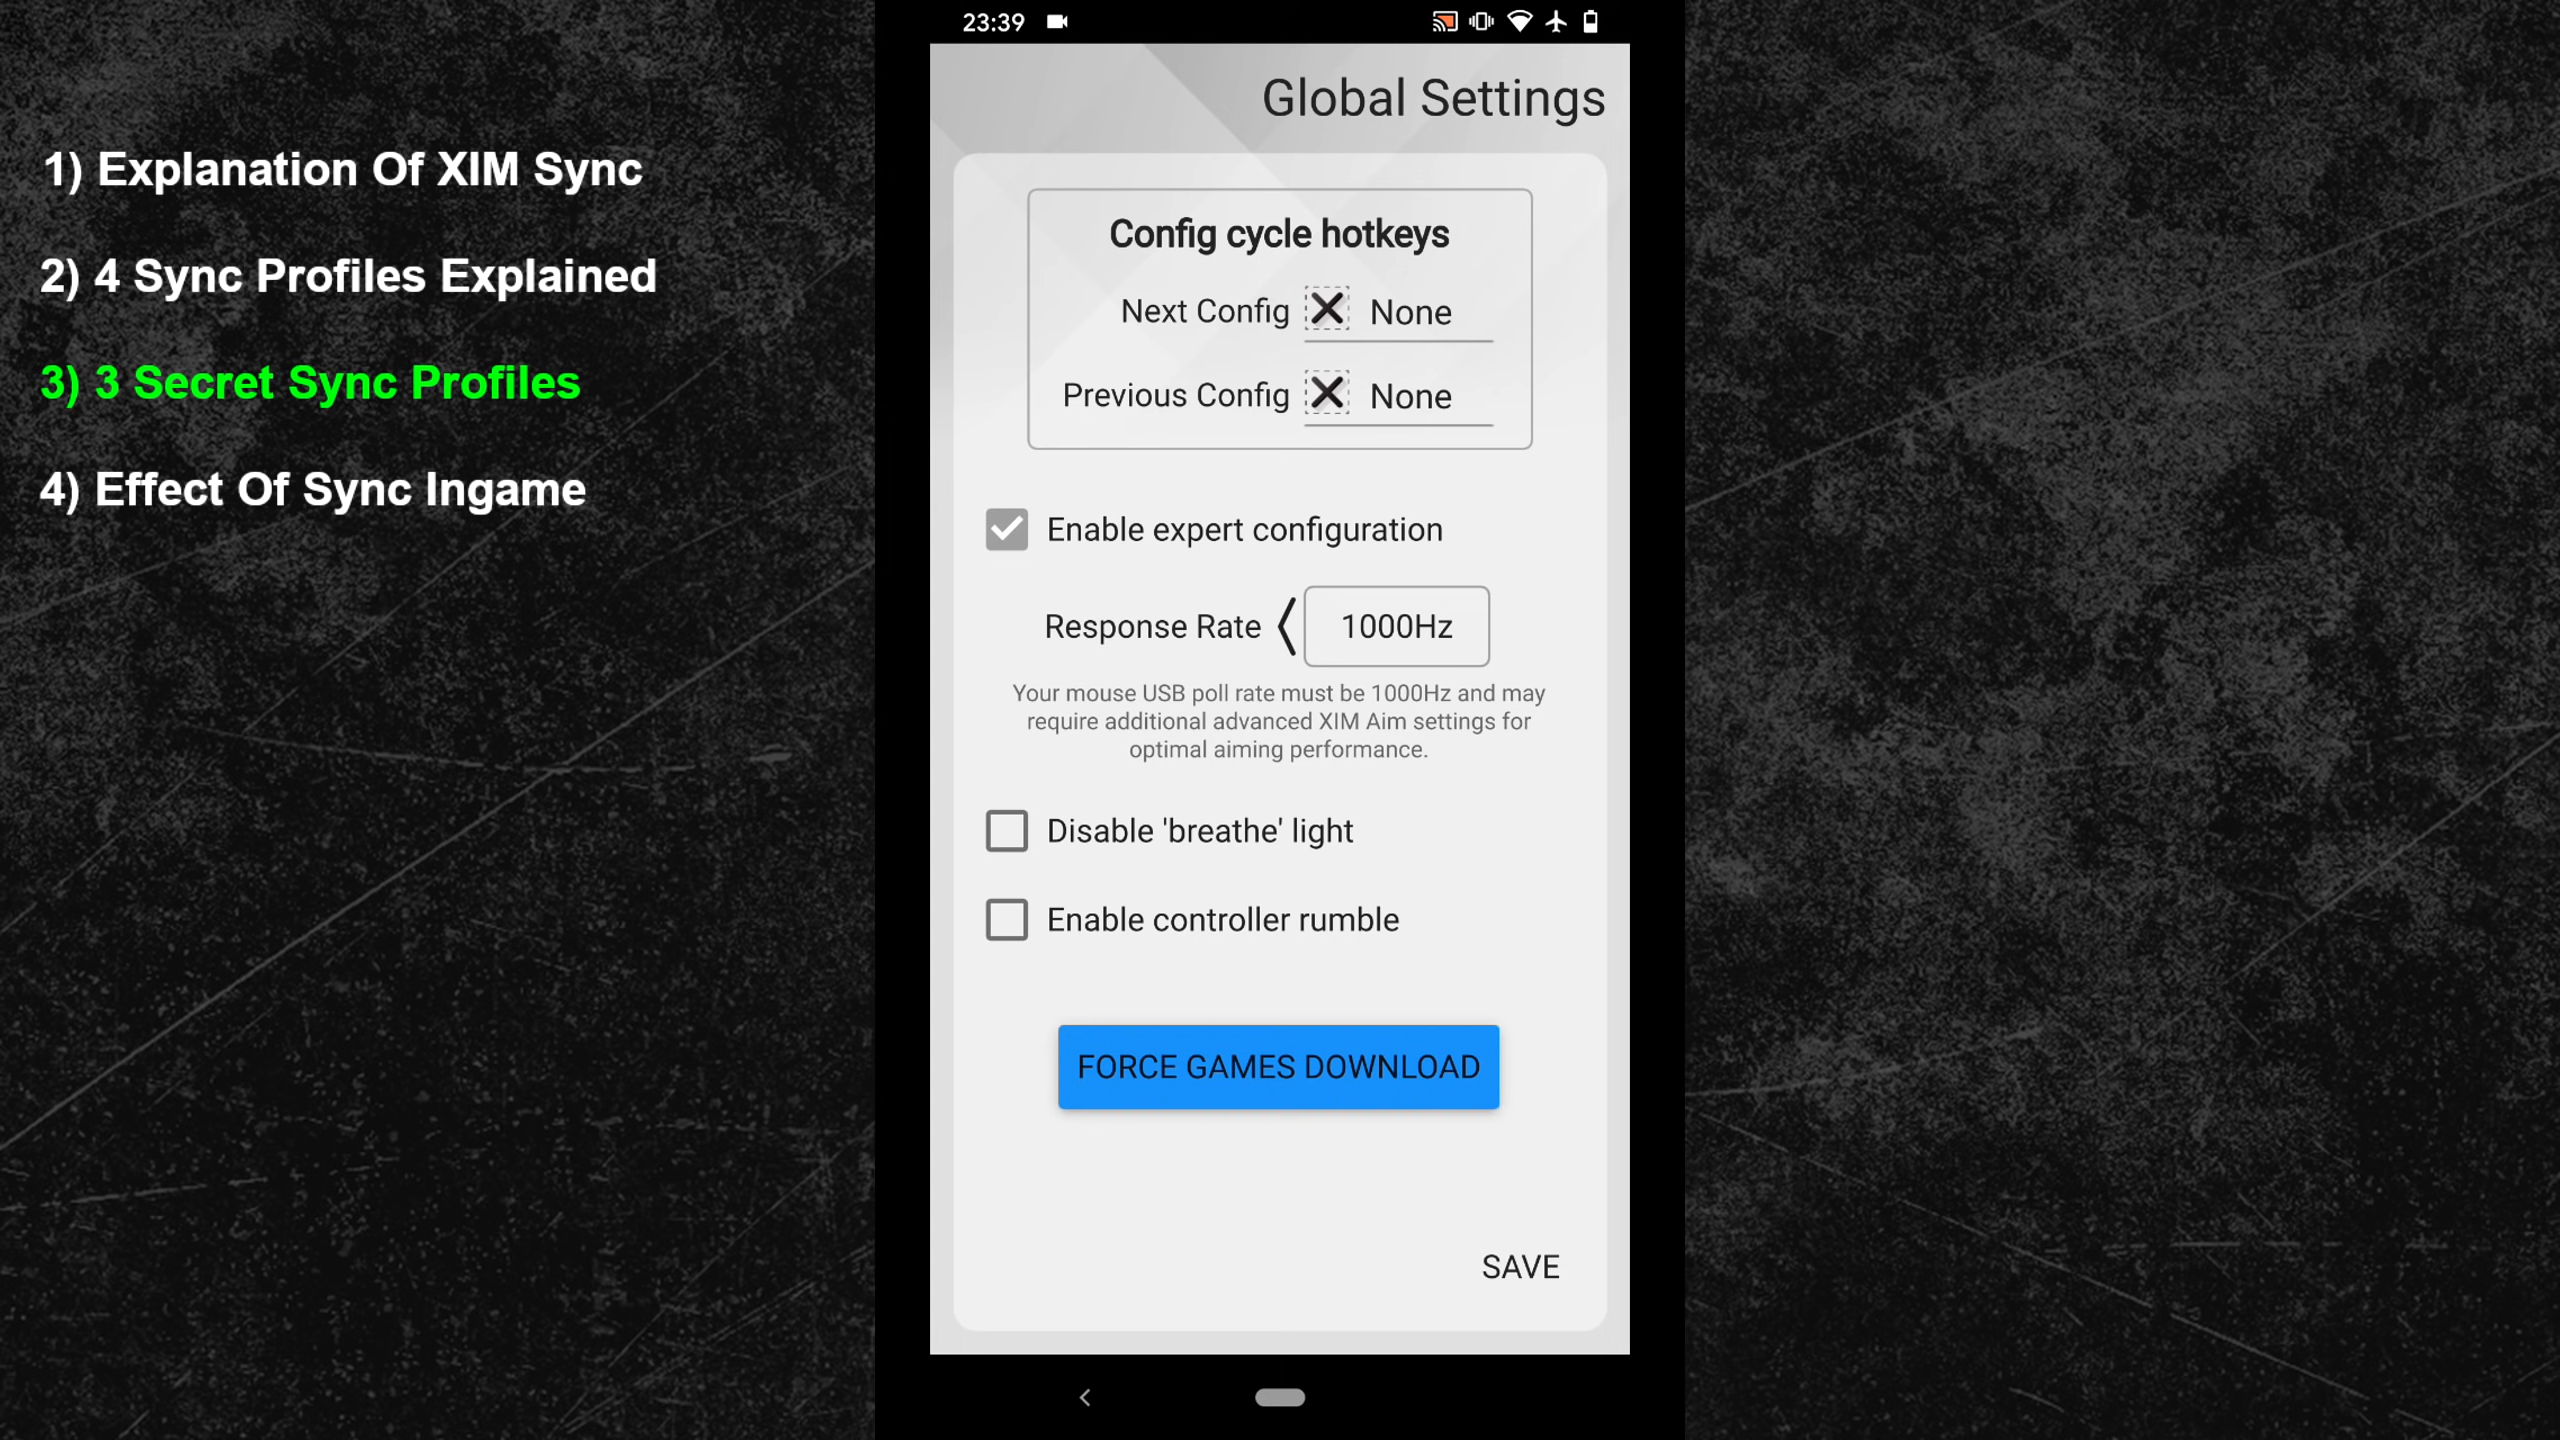 1) Explanation Of XIM Sync
2) 4 Sync Profiles Explained
3) 3 Secret Sync Profiles
4) Effect Of Sync Ingame
23:39
Global Settings
Config cycle hotkeys
Next Config None
Previous Config None
Enable expert configuration
Response Rate 1000Hz
Your mouse USB poll rate must be 1000Hz and may
require additional advanced XIM Aim settings for
optimal aiming performance.
Disable 'breathe' light
Enable controller rumble
FORCE GAMES DOWNLOAD
SAVE